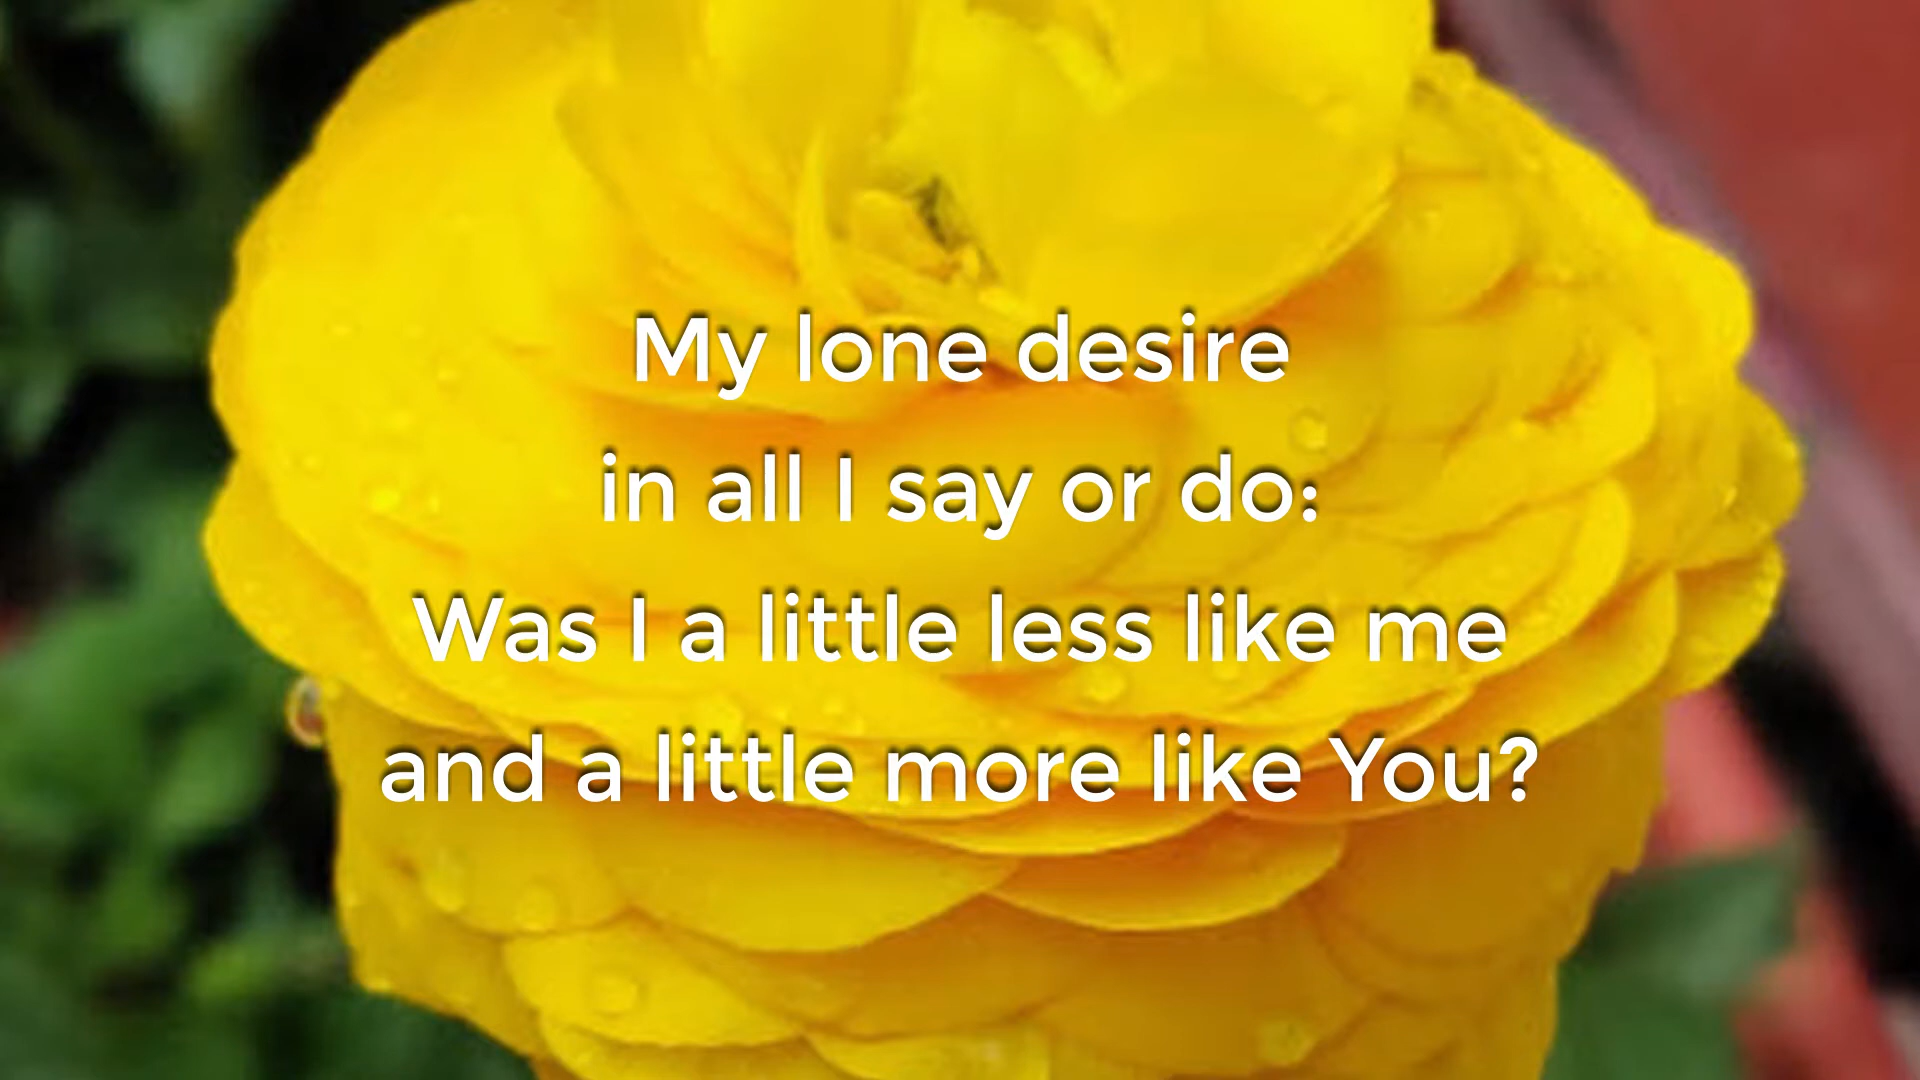 My lone desire
in all I say or do:
Was I a little less like me
and a little more like You?